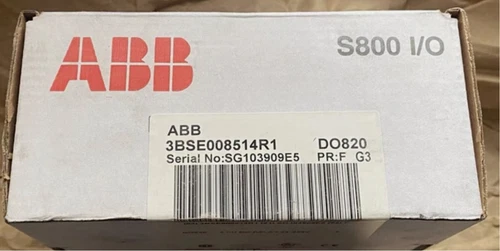 ABB
S800 I/O
ABB
3BSE008514R1 DO820
Serial No:SG103909E5 PR:F G3